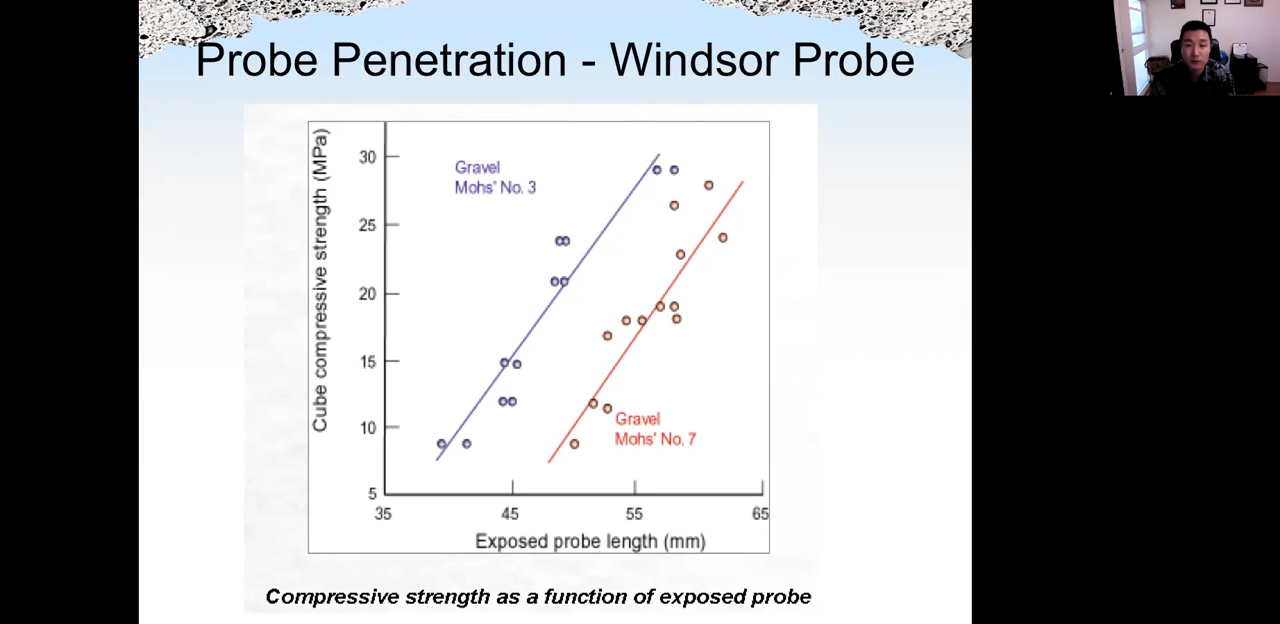 Probe Penetration - Windsor Probe
Cube compressive strength (MPa)
30
25
20
15
10
5
Gravel
Mohs' No. 3
Gravel
Mohs' No. 7
35
45
55
65
Exposed probe length (mm)
Compressive strength as a function of exposed probe